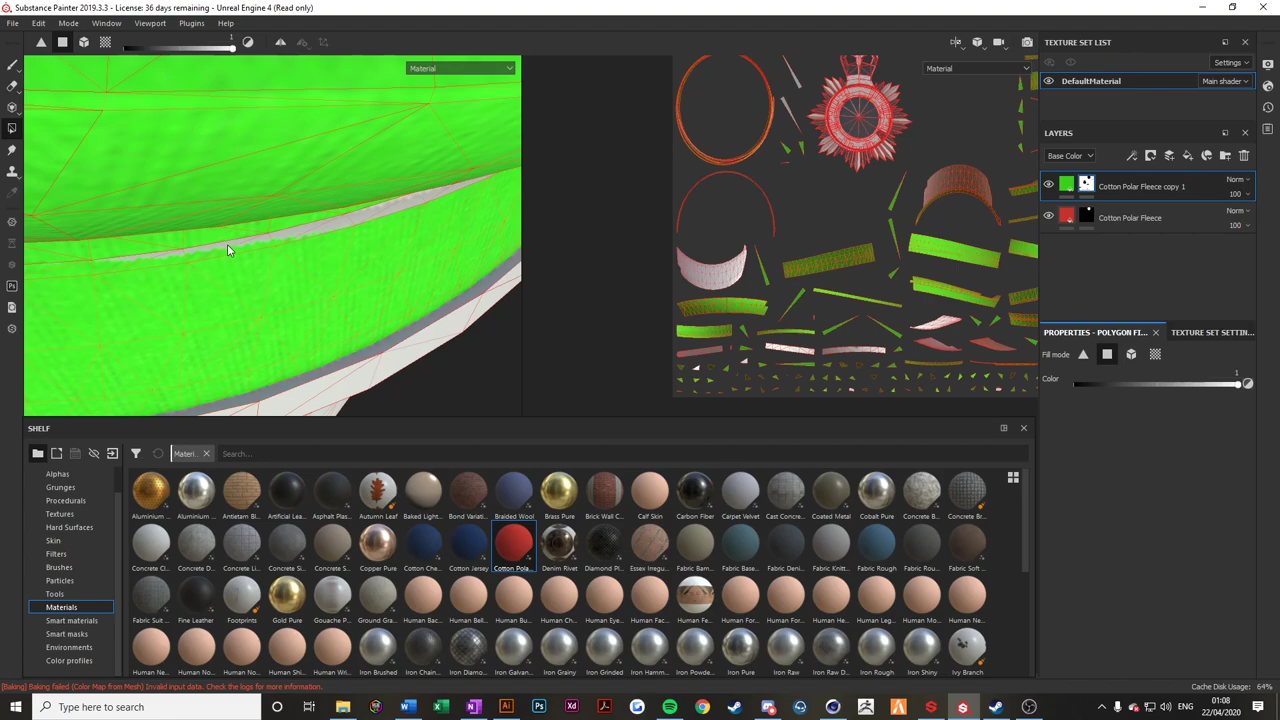 Substance Painter 2019.3.3 - License: 36 days remaining - Unreal Engine 4 (Read only)
File Edit Mode Window Viewport Plugins Help
1
Material
Material
TEXTURE SET LIST
Settings
DefaultMaterial Main shader
LAYERS
Base Color
Cotton Polar Fleece copy 1 Norm 100
Cotton Polar Fleece Norm 100
PROPERTIES - POLYGON FI... TEXTURE SET SETTIN...
Fill mode
Color 1
SHELF
Materi... Search...
Alphas
Grunges
Procedurals
Textures
Hard Surfaces
Skin
Filters
Brushes
Particles
Tools
Materials
Smart materials
Smart masks
Environments
Color profiles
Aluminium ... Aluminium ... Antietam Bl... Artificial Lea... Asphalt Plas... Autumn Leaf Baked Light... Bond Variati... Braided Wool Brass Pure Brick Wall C... Calf Skin Carbon Fiber Carpet Velvet Cast Concre... Coated Metal Cobalt Pure Concrete B... Concrete Br...
Concrete Cl... Concrete D... Concrete Li... Concrete Si... Concrete S... Copper Pure Cotton Che... Cotton Jersey Cotton Pola... Denim Rivet Diamond Pl... Essex Irregu... Fabric Bam... Fabric Base... Fabric Deni... Fabric Knitt... Fabric Rough Fabric Rou... Fabric Soft ...
Fabric Suit ... Fine Leather Footprints Gold Pure Gouache P... Ground Gra... Human Bac... Human Bell... Human Bu... Human Ch... Human Eye... Human Fac... Human Fe... Human For... Human For... Human He... Human Leg... Human Mo... Human Ne...
Human Ne... Human No... Human No... Human Shi... Human Wri... Iron Brushed Iron Chain... Iron Diamo... Iron Galvan... Iron Grainy Iron Grinded Iron Hamm... Iron Powde... Iron Pure Iron Raw Iron Raw D... Iron Rough Iron Shiny Ivy Branch
[Baking] Baking failed (Color Map from Mesh) Invalid input data. Check the logs for more information.
Cache Disk Usage: 64%
Type here to search
ENG
01:08
22/04/2020